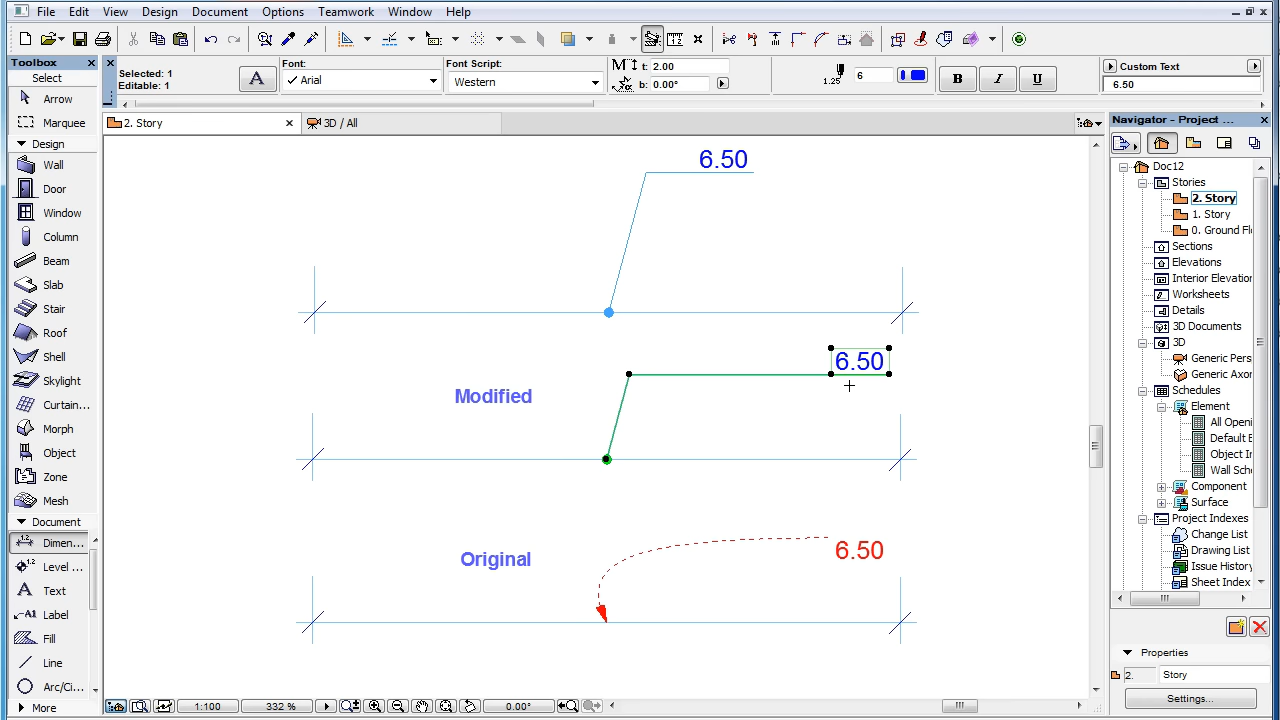 File Edit View Design Document Options Teamwork Window Help
Toolbox
Select
Arrow
Marquee
Design
Wall
Door
Window
Column
Beam
Slab
Stair
Roof
Shell
Skylight
Curtain...
Morph
Object
Zone
Mesh
Document
Dimen...
Level ...
Text
Label
Fill
Line
Arc/Ci...
More
Selected: 1
Editable: 1
A
Font:
Arial
Font Script:
Western
t: 2.00
b: 0.00°
1.25
6
B I U
Custom Text
6.50
2. Story
3D / All
6.50
6.50
Modified
6.50
Original
1:100
332 %
0.00°
Navigator - Project ...
Doc12
Stories
2. Story
1. Story
0. Ground Fl
Sections
Elevations
Interior Elevation
Worksheets
Details
3D Documents
3D
Generic Pers
Generic Axon
Schedules
Element
All Openi
Default E
Object In
Wall Sche
Component
Surface
Project Indexes
Change List
Drawing List
Issue History
Sheet Index
Properties
2. Story
Settings...